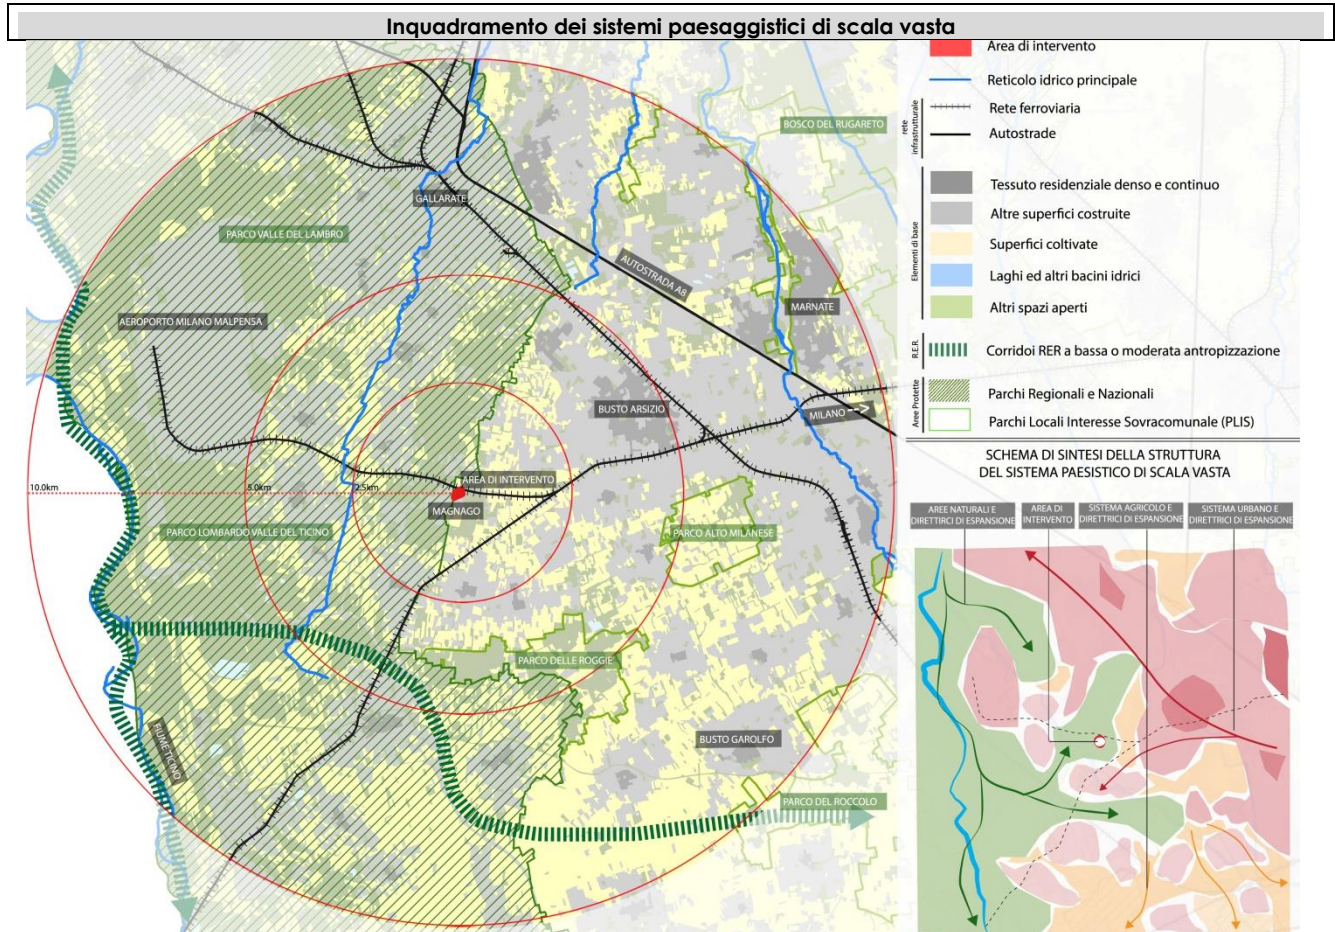 Inquadramento dei sistemi paesaggistici di scala vasta
Area di intervento
Reticolo idrico principale
rete
infrastrutturale
Rete ferroviaria
Autostrade
Elementi di base
Tessuto residenziale denso e continuo
Altre superfici costruite
Superfici coltivate
Laghi ed altri bacini idrici
Altri spazi aperti
R.E.R.
Corridoi RER a bassa o moderata antropizzazione
Aree Protette
Parchi Regionali e Nazionali
Parchi Locali Interesse Sovracomunale (PLIS)
SCHEMA DI SINTESI DELLA STRUTTURA
DEL SISTEMA PAESISTICO DI SCALA VASTA
AREE NATURALI E
DIRETTRICI DI ESPANSIONE
AREA DI
INTERVENTO
SISTEMA AGRICOLO E
DIRETTRICI DI ESPANSIONE
SISTEMA URBANO E
DIRETTRICI DI ESPANSIONE
BOSCO DEL RUGARETO
GALLARATE
PARCO VALLE DEL LAMBRO
AUTOSTRADA A8
MARNATE
AEROPORTO MILANO MALPENSA
BUSTO ARSIZIO
MILANO
AREA DI INTERVENTO
10.0km
5.0km
2.5km
MAGNAGO
PARCO LOMBARDO VALLE DEL TICINO
PARCO ALTO MILANESE
PARCO DELLE ROGGIE
FIUME TICINO
BUSTO GAROLFO
PARCO DEL ROCCOLO